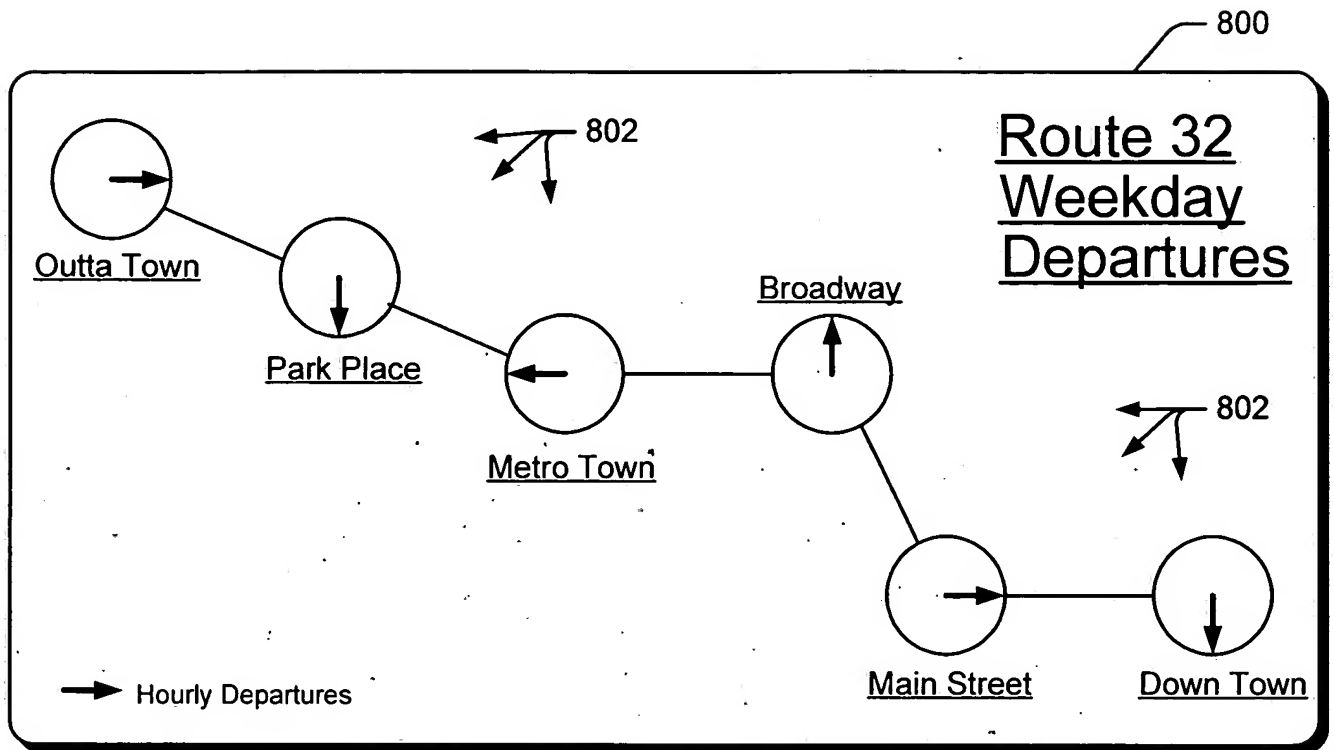 800
802
Route 32
Weekday
Departures
Outta Town
Broadway
Park Place
802
Metro Town
Main Street
Down Town
Hourly Departures